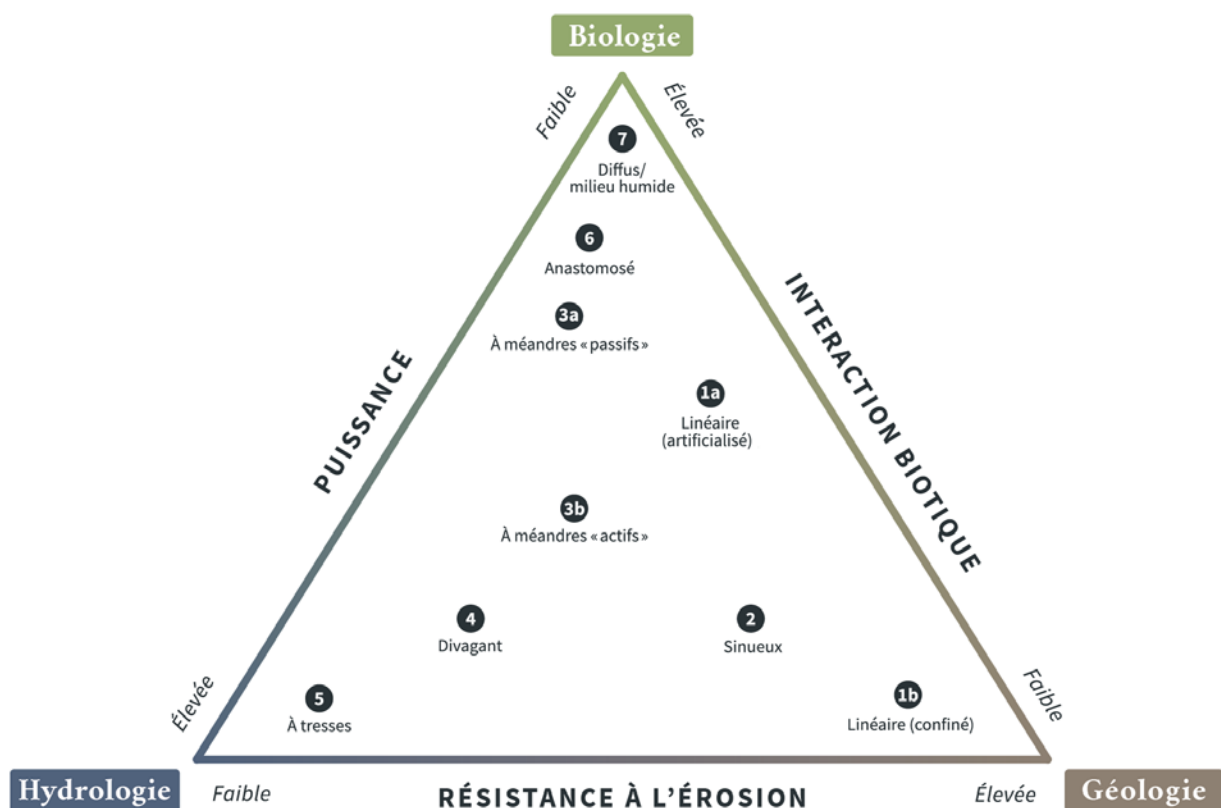 Biologie
Faible
Élevée
7
Diffus/
milieu humide
6
Anastomosé
3a
À méandres « passifs »
PUISSANCE
INTERACTION BIOTIQUE
1a
Linéaire
(artificialisé)
3b
À méandres « actifs »
4
Divagant
2
Sinueux
Élevée
5
À tresses
1b
Linéaire (confiné)
Faible
Hydrologie
Faible
RÉSISTANCE À L’ÉROSION
Élevée
Géologie